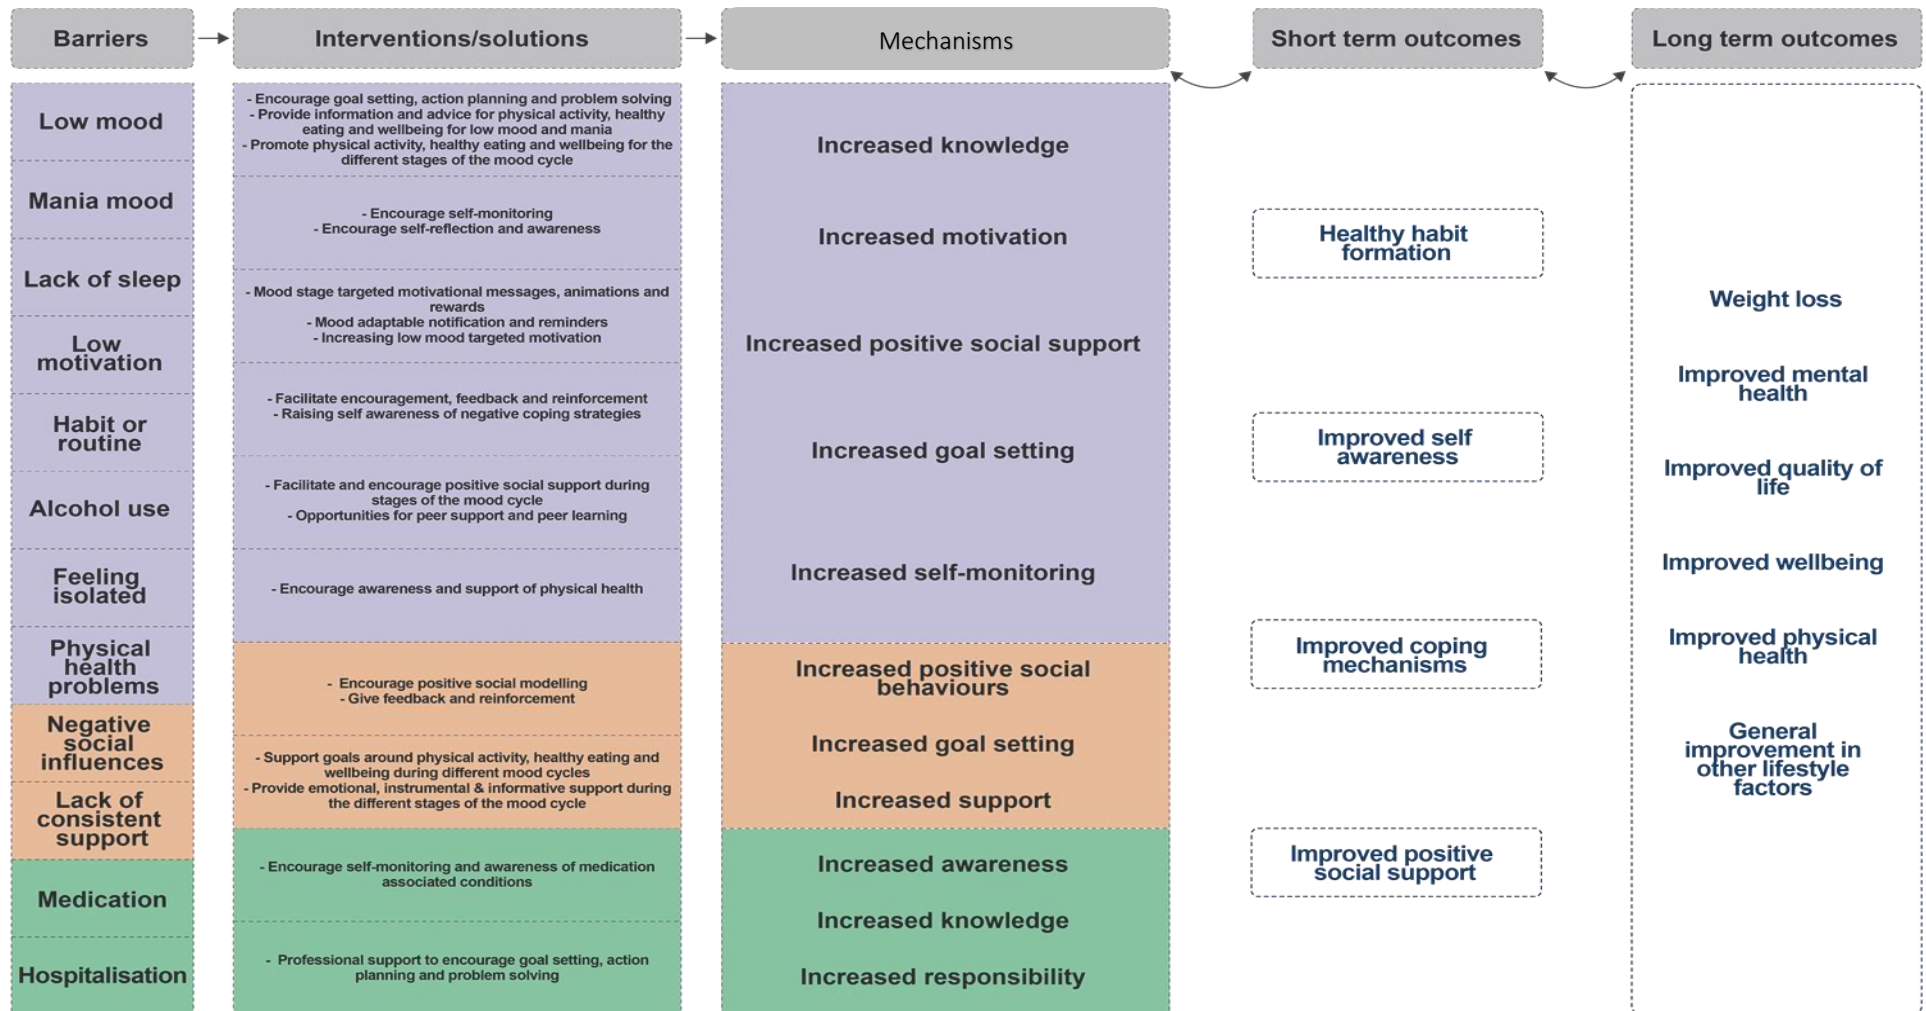 Barriers
Interventions/solutions
Mechanisms
Short term outcomes
Long term outcomes
Low mood
Mania mood
Lack of sleep
Low
motivation
Habit or
routine
Alcohol use
Feeling
isolated
Physical
health
problems
Negative
social
influences
Lack of
consistent
support
Medication
Hospitalisation
- Encourage goal setting, action planning and problem solving
- Provide information and advice for physical activity, healthy
eating and wellbeing for low mood and mania
- Promote physical activity, healthy eating and wellbeing for the
different stages of the mood cycle
- Encourage self-monitoring
- Encourage self-reflection and awareness
- Mood stage targeted motivational messages, animations and
rewards
- Mood adaptable notification and reminders
- Increasing low mood targeted motivation
- Facilitate encouragement, feedback and reinforcement
- Raising self awareness of negative coping strategies
- Facilitate and encourage positive social support during
stages of the mood cycle
- Opportunities for peer support and peer learning
- Encourage awareness and support of physical health
- Encourage positive social modelling
- Give feedback and reinforcement
- Support goals around physical activity, healthy eating and
wellbeing during different mood cycles
- Provide emotional, instrumental & informative support during
the different stages of the mood cycle
- Encourage self-monitoring and awareness of medication
associated conditions
- Professional support to encourage goal setting, action
planning and problem solving
Increased knowledge
Increased motivation
Increased positive social support
Increased goal setting
Increased self-monitoring
Increased positive social
behaviours
Increased goal setting
Increased support
Increased awareness
Increased knowledge
Increased responsibility
Healthy habit
formation
Improved self
awareness
Improved coping
mechanisms
Improved positive
social support
Weight loss
Improved mental
health
Improved quality of
life
Improved wellbeing
Improved physical
health
General
improvement in
other lifestyle
factors